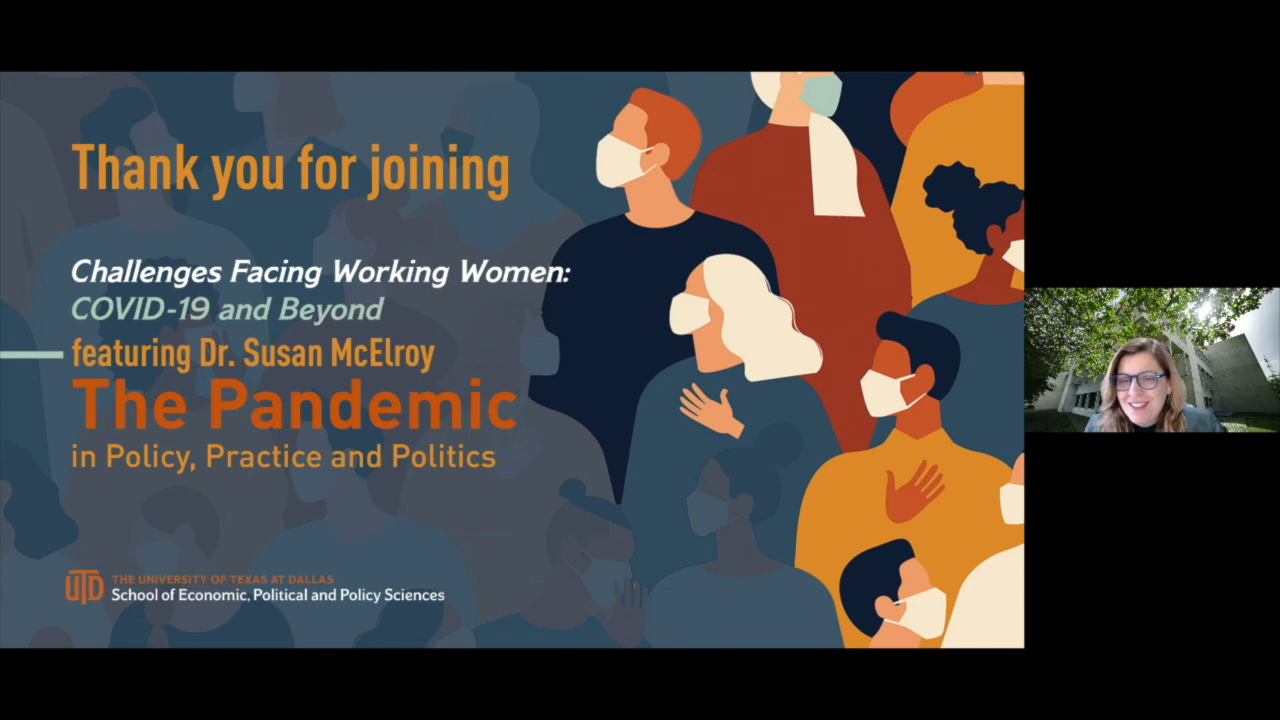 Thank you for joining
Challenges Facing Working Women:
COVID-19 and Beyond
featuring Dr. Susan McElroy
The Pandemic
in Policy, Practice and Politics
UTD
THE UNIVERSITY OF TEXAS AT DALLAS
School of Economic, Political and Policy Sciences